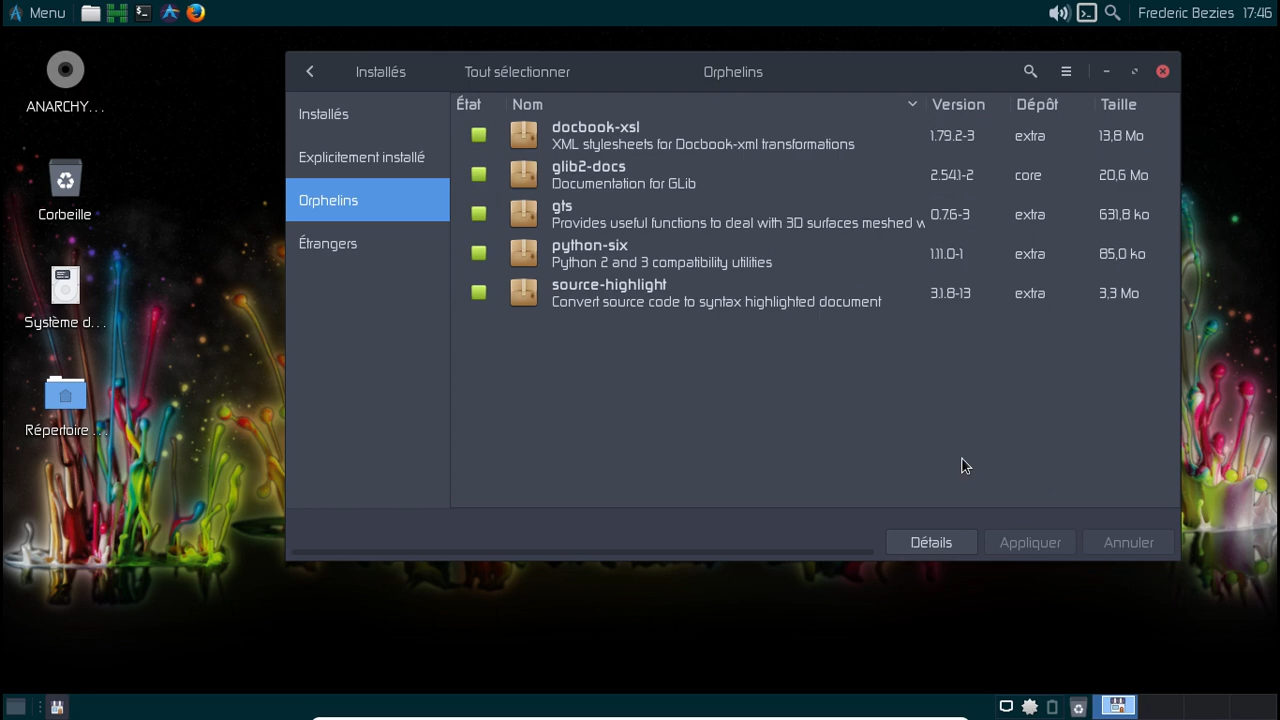 Menu
Frederic Bezies 17:46
ANARCHY...
Corbeille
Système d...
Répertoire ...
Installés
Tout sélectionner
Orphelins
Installés
Explicitement installé
Orphelins
Étrangers
État Nom Version Dépôt Taille
docbook-xsl
XML stylesheets for Docbook-xml transformations
1.79.2-3 extra 13,8 Mo
glib2-docs
Documentation for GLib
2.54.1-2 core 20,6 Mo
gts
Provides useful functions to deal with 3D surfaces meshed w
0.7.6-3 extra 631,8 ko
python-six
Python 2 and 3 compatibility utilities
1.11.0-1 extra 85,0 ko
source-highlight
Convert source code to syntax highlighted document
3.1.8-13 extra 3,3 Mo
Détails
Appliquer
Annuler